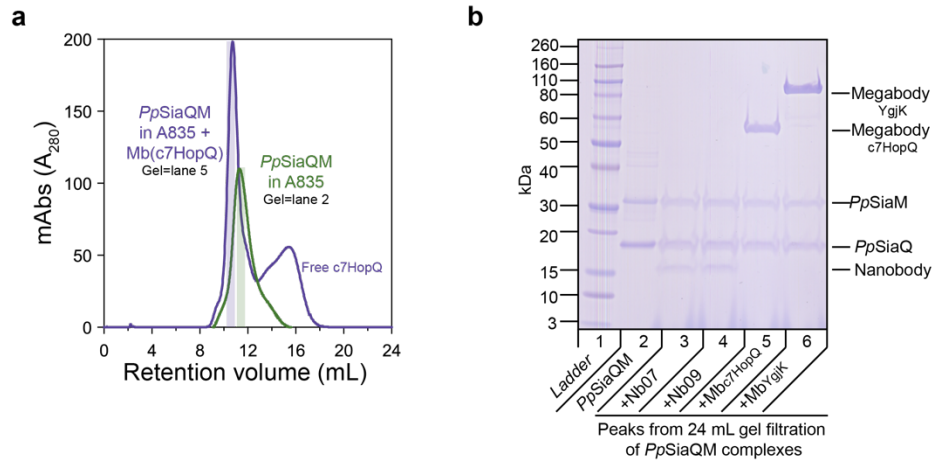 a
200
150
100
50
0
mAbs (A280)
PpSiaQM
in A835 +
Mb(c7HopQ)
Gel=lane 5
PpSiaQM
in A835
Gel=lane 2
Free c7HopQ
0 4 8 12 16 20 24
Retention volume (mL)
b
kDa
260
160
110
80
60
50
40
30
20
15
10
3
Megabody
YgjK
Megabody
c7HopQ
PpSiaM
PpSiaQ
Nanobody
1 2 3 4 5 6
Ladder
PpSiaQM
+Nb07
+Nb09
+Mbc7HopQ
+MbYgjK
Peaks from 24 mL gel filtration
of PpSiaQM complexes